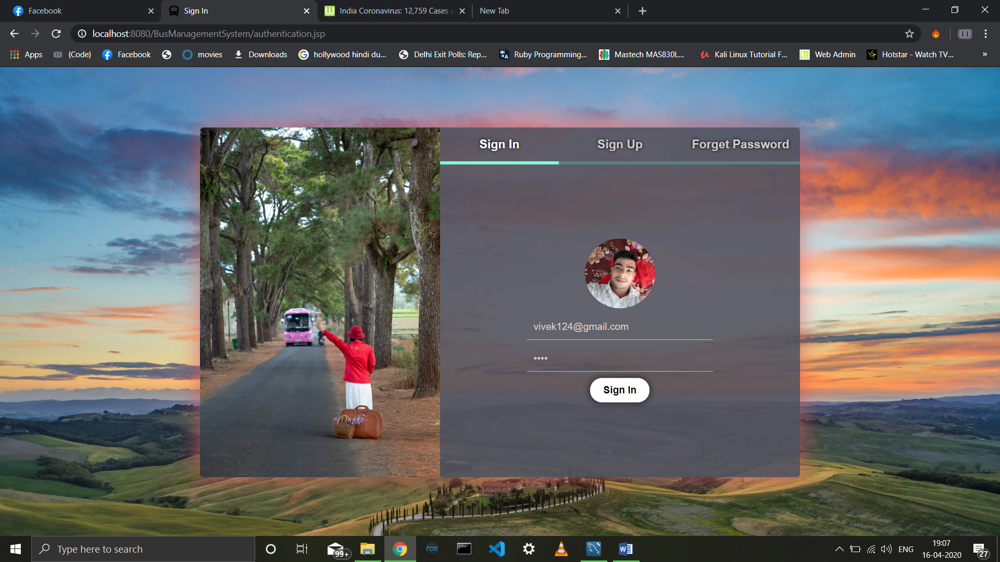 Facebook
Sign In
India Coronavirus: 12,759 Cases a
New Tab
localhost:8080/BusManagementSystem/authentication.jsp
Apps
{Code}
Facebook
movies
Downloads
hollywood hindi du...
Delhi Exit Polls: Rep...
Ruby Programming...
Mastech MAS830L...
Kali Linux Tutorial F...
LTE Web Admin
Hotstar - Watch TV...
»
Sign In
Sign Up
Forget Password
vivek124@gmail.com
••••
Sign In
Type here to search
99+
nox
ENG
19:07
16-04-2020
27